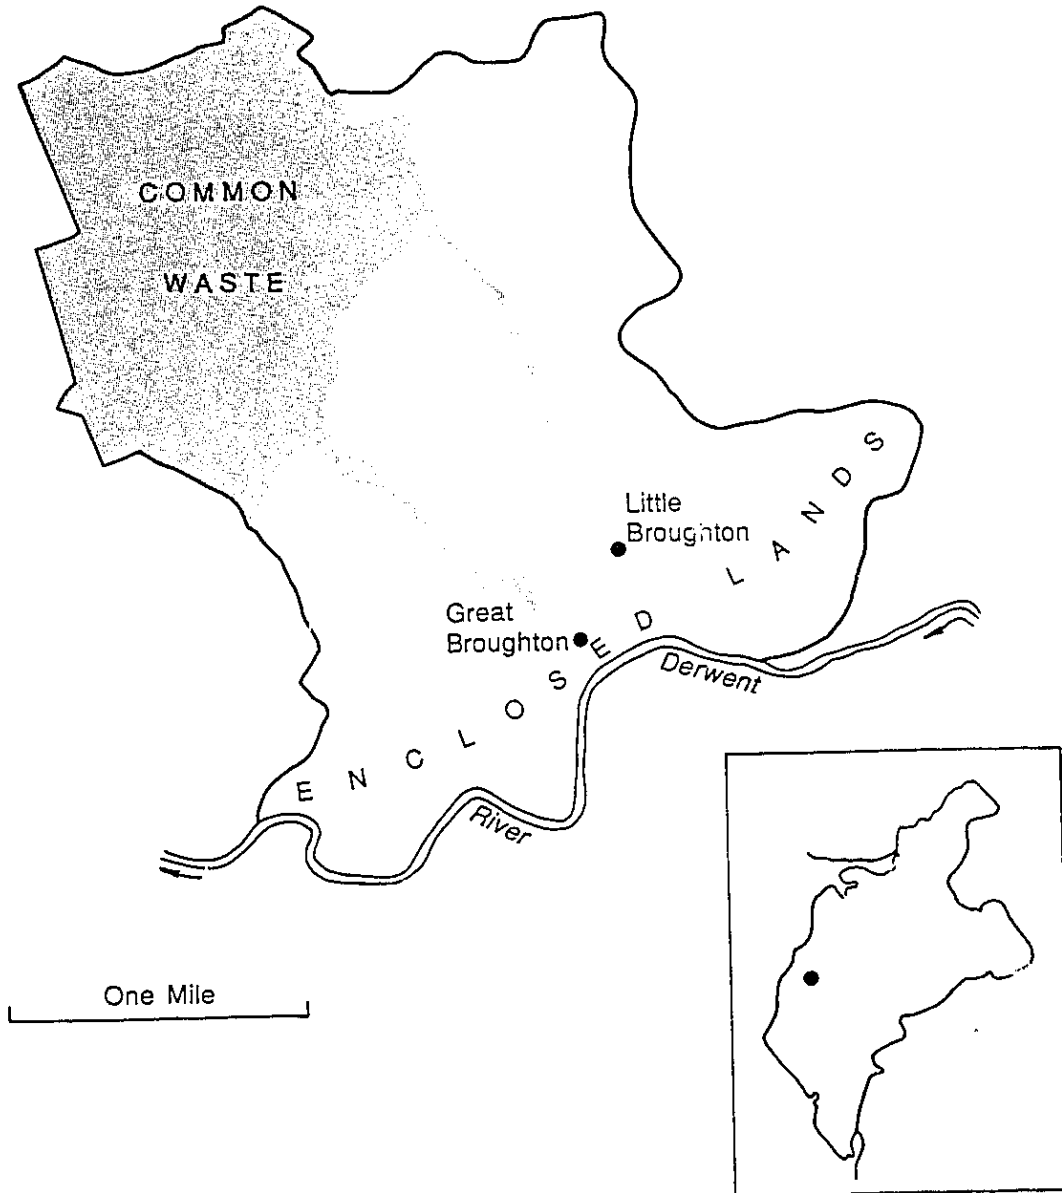 COMMON
WASTE
Little
Broughton
Great
Broughton
ENCLOSED LANDS
Derwent
River
One Mile